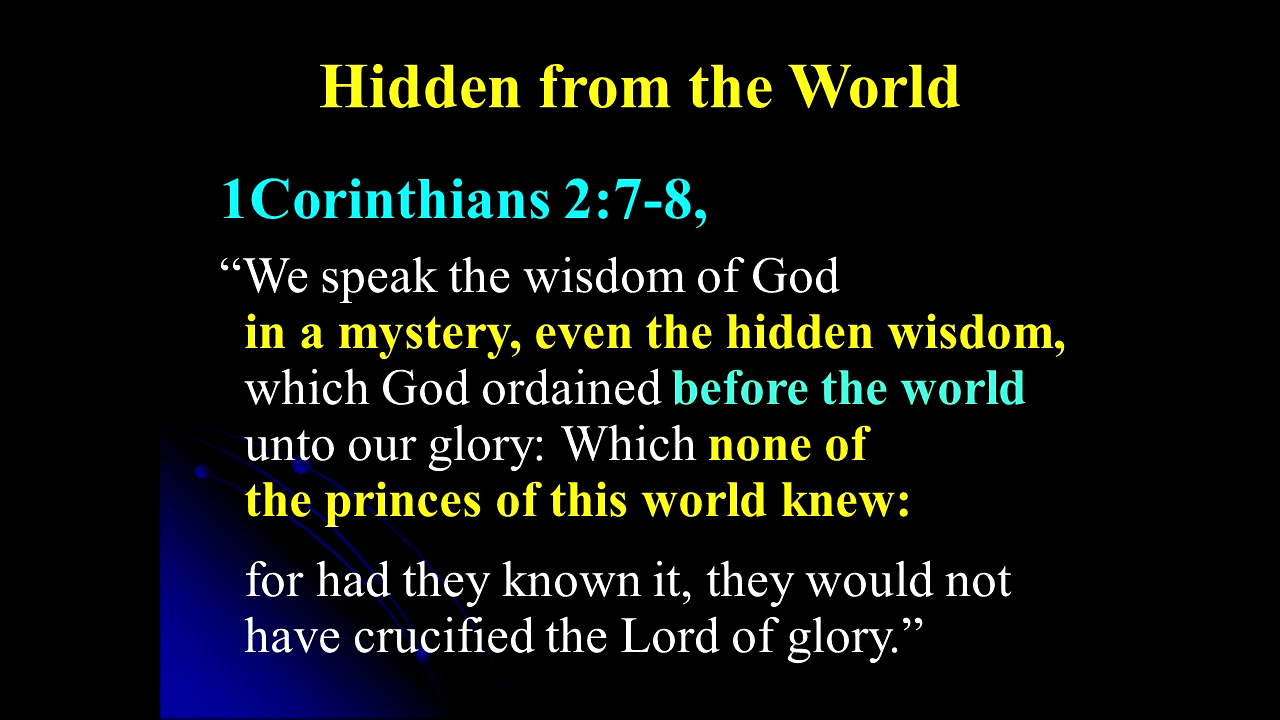 Hidden from the World
1Corinthians 2:7-8,
“We speak the wisdom of God
in a mystery, even the hidden wisdom,
which God ordained before the world
unto our glory: Which none of
the princes of this world knew:
for had they known it, they would not
have crucified the Lord of glory.”